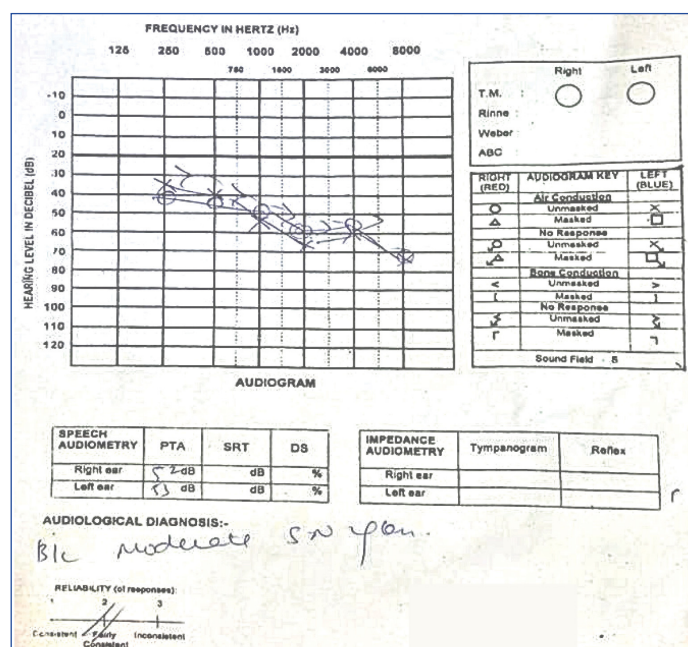 FREQUENCY IN HERTZ (Hz)
125 250 500 1000 2000 4000 8000
750 1500 3000 6000
HEARING LEVEL IN DECIBEL (dB)
-10
0
10
20
30
40
50
60
70
80
90
100
110
120
AUDIOGRAM
Right Left
T.M. :
Rinne :
Weber :
ABC :
RIGHT (RED) AUDIOGRAM KEY LEFT (BLUE)
Air Conduction
O Unmasked X
△ Masked □
No Response
Unmasked
Masked
Bone Conduction
< Unmasked >
[ Masked ]
No Response
Unmasked
Masked
Sound Field - S
SPEECH AUDIOMETRY PTA SRT DS
Right ear 52 dB dB %
Left ear 53 dB dB %
IMPEDANCE AUDIOMETRY Tympanogram Reflex
Right ear
Left ear
AUDIOLOGICAL DIAGNOSIS:-
B/L moderate SN
RELIABILITY (of responses):
1 2 3
Consistent Fairly Consistent Inconsistent